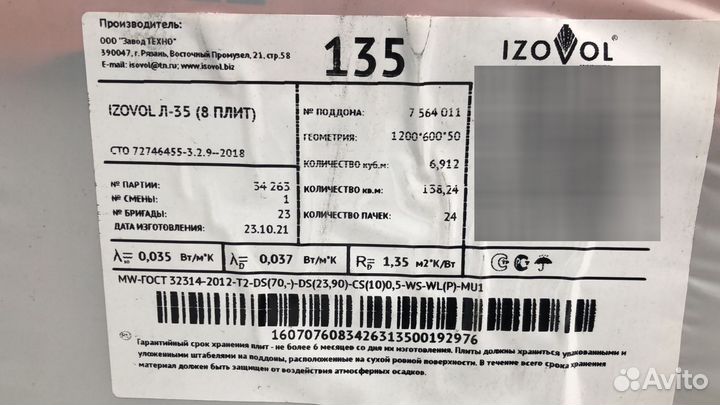 Производитель:
ООО "Завод ТЕХНО"
390047, г. Рязань, Восточный Промузел, 21, стр.58
E-mail: isovol@tn.ru; www.isovol.biz
135
IZOVOL®
IZOVOL Л-35 (8 ПЛИТ)
СТО 72746455-3.2.9--2018
№ ПАРТИИ: 34 263
№ СМЕНЫ: 1
№ БРИГАДЫ: 23
ДАТА ИЗГОТОВЛЕНИЯ: 23.10.21
№ ПОДДОНА: 7 564 011
ГЕОМЕТРИЯ: 1200*600*50
КОЛИЧЕСТВО куб.м: 6,912
КОЛИЧЕСТВО кв.м: 138,24
КОЛИЧЕСТВО ПАЧЕК: 24
λ= 0,035 Вт/м*К λD= 0,037 Вт/м*К RD= 1,35 м2*К/Вт
MW-ГОСТ 32314-2012-T2-DS(70,-)-DS(23,90)-CS(10)0,5-WS-WL(P)-MU1
1607076083426313500192976
Гарантийный срок хранения плит - не более 6 месяцев со дня их изготовления. Плиты должны храниться упакованными и
уложенными штабелями на поддоны, расположенные на сухой ровной поверхности. В течение всего срока хранения
материал должен быть защищен от воздействия атмосферных осадков.
Avito